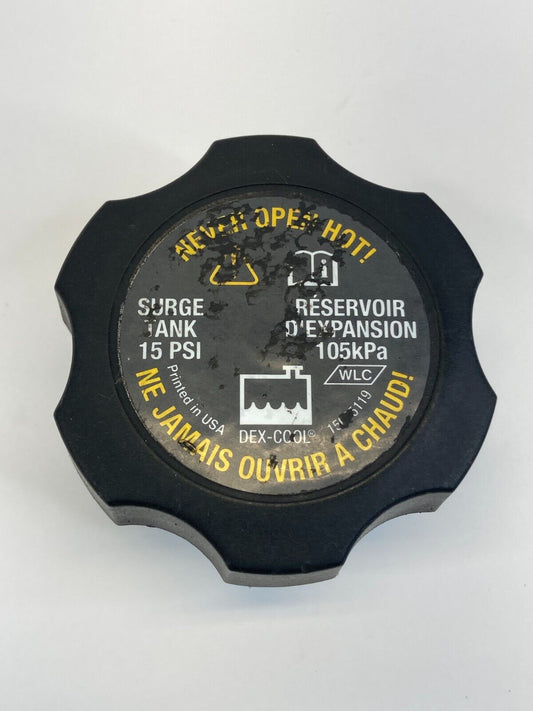 NEVER OPEN HOT!
SURGE
TANK
15 PSI
RÉSERVOIR
D'EXPANSION
105kPa
WLC
Printed in USA
DEX-COOL®
NE JAMAIS OUVRIR À CHAUD!